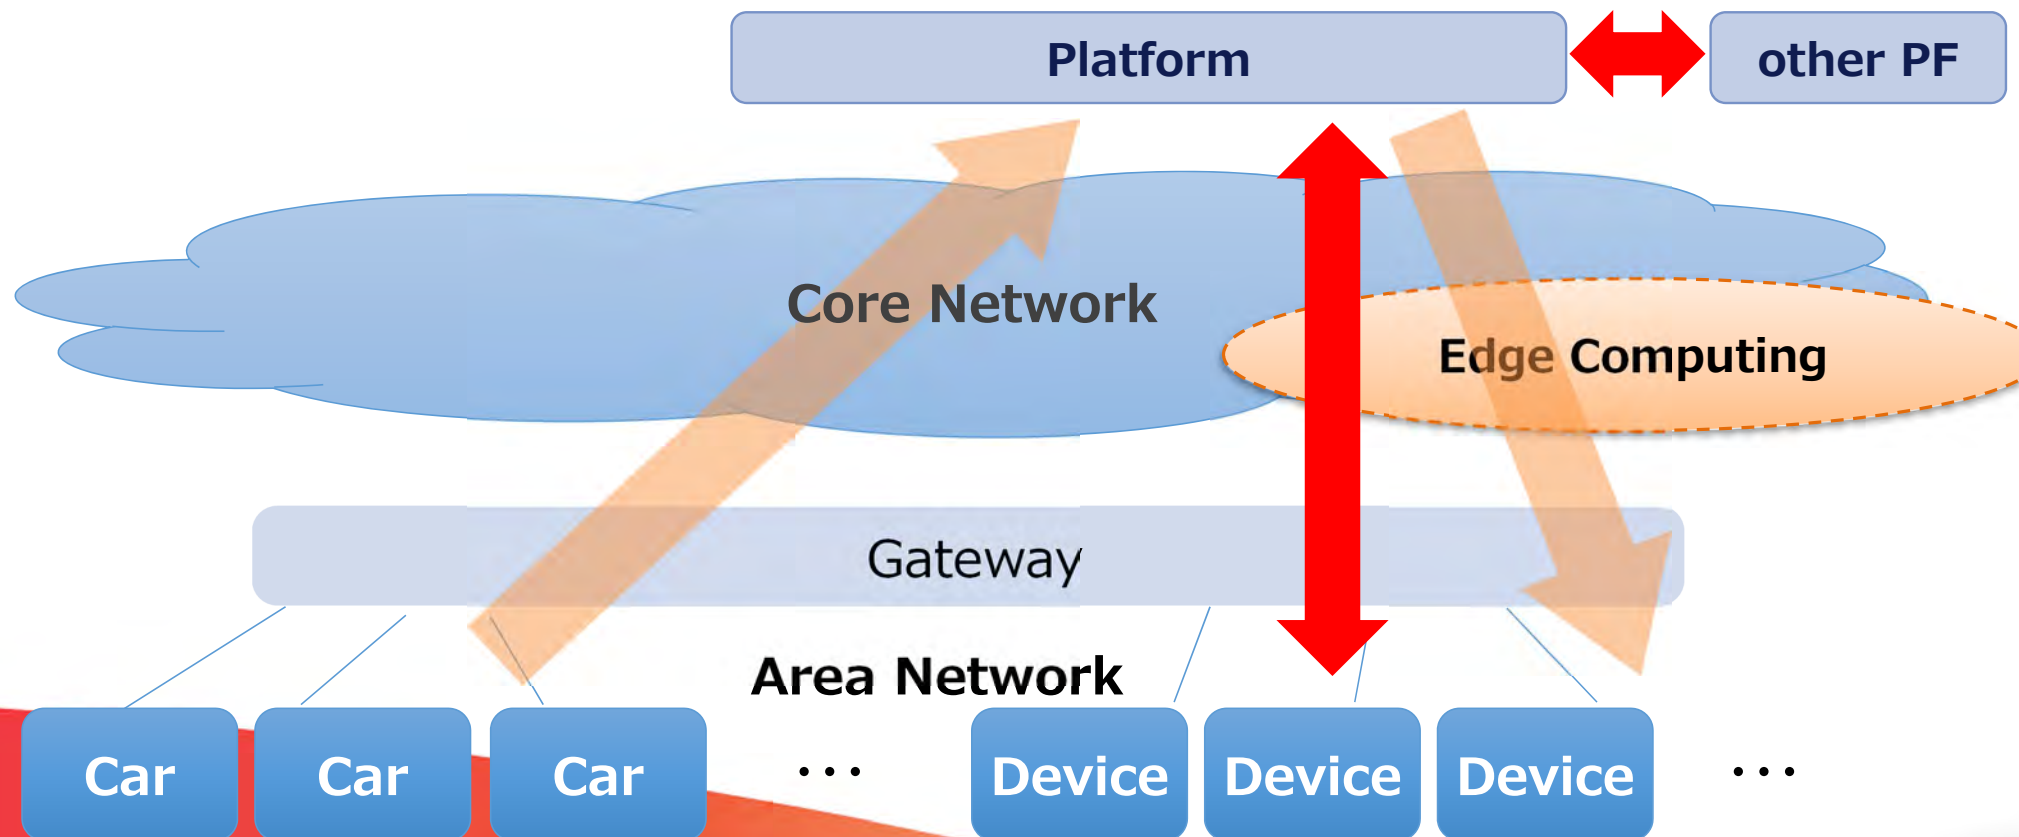 Platform
other PF
Core Network
Edge Computing
Gateway
Area Network
Car
Car
Car
...
Device
Device
Device
...